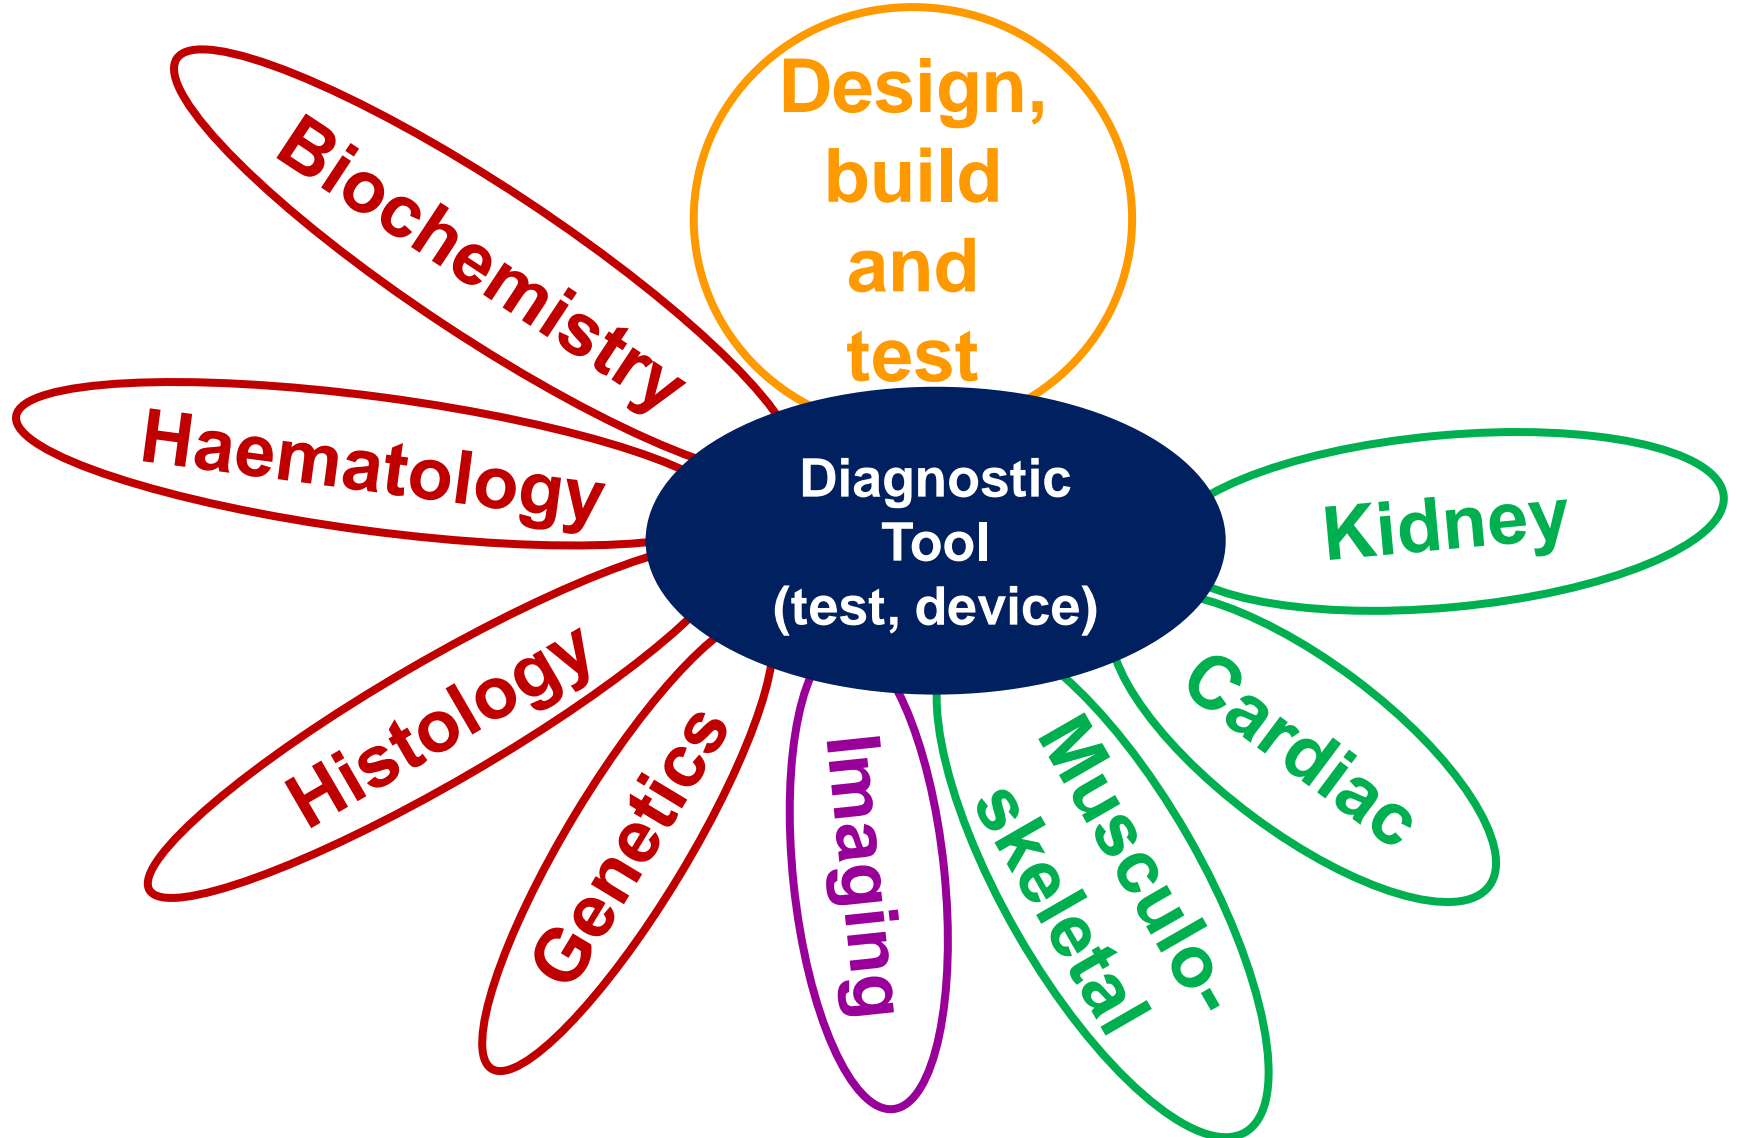 Design,
build
and
test
Biochemistry
Haematology
Histology
Genetics
Imaging
Musculo-
skeletal
Cardiac
Kidney
Diagnostic
Tool
(test, device)